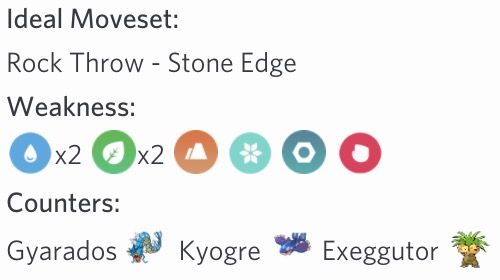 Ideal Moveset:
Rock Throw - Stone Edge
Weakness:
x2 x2
Counters:
Gyarados Kyogre Exeggutor